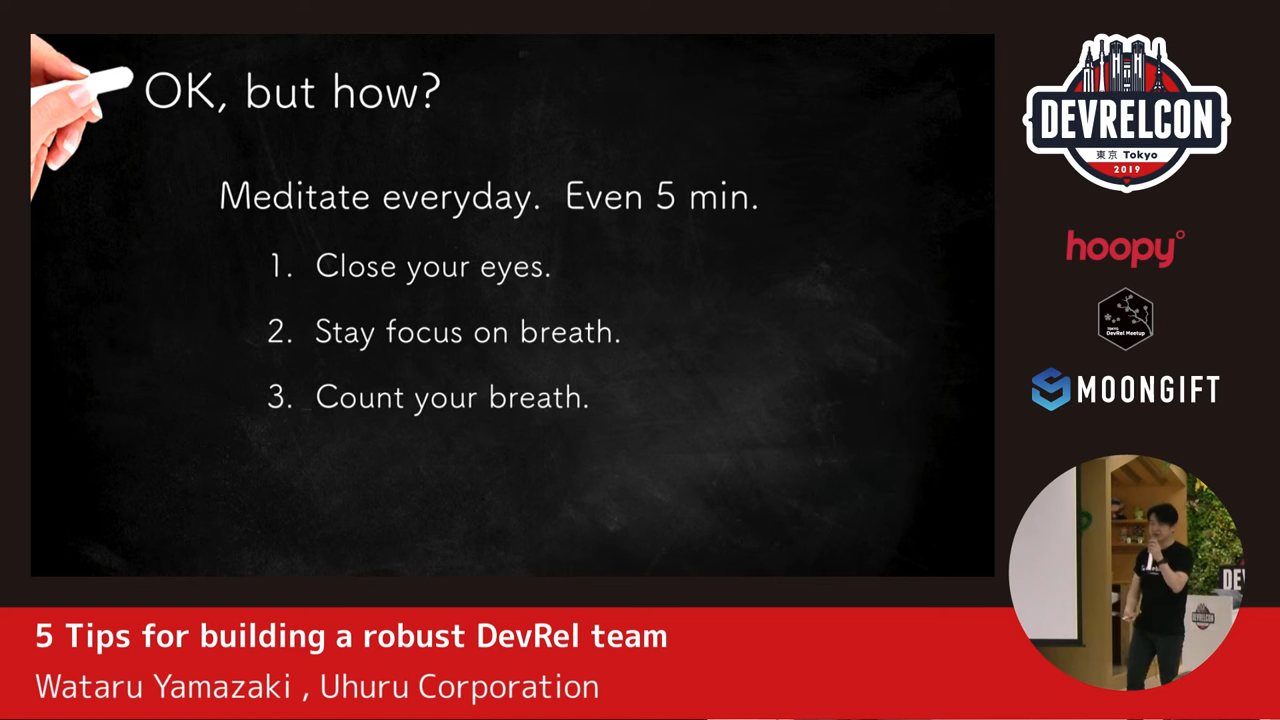 OK, but how?
Meditate everyday. Even 5 min.
1. Close your eyes.
2. Stay focus on breath.
3. Count your breath.
DEVRELCON
東京 Tokyo
2019
hoopy
TOKYO
DevRel Meetup
MOONGIFT
DE
5 Tips for building a robust DevRel team
Wataru Yamazaki , Uhuru Corporation